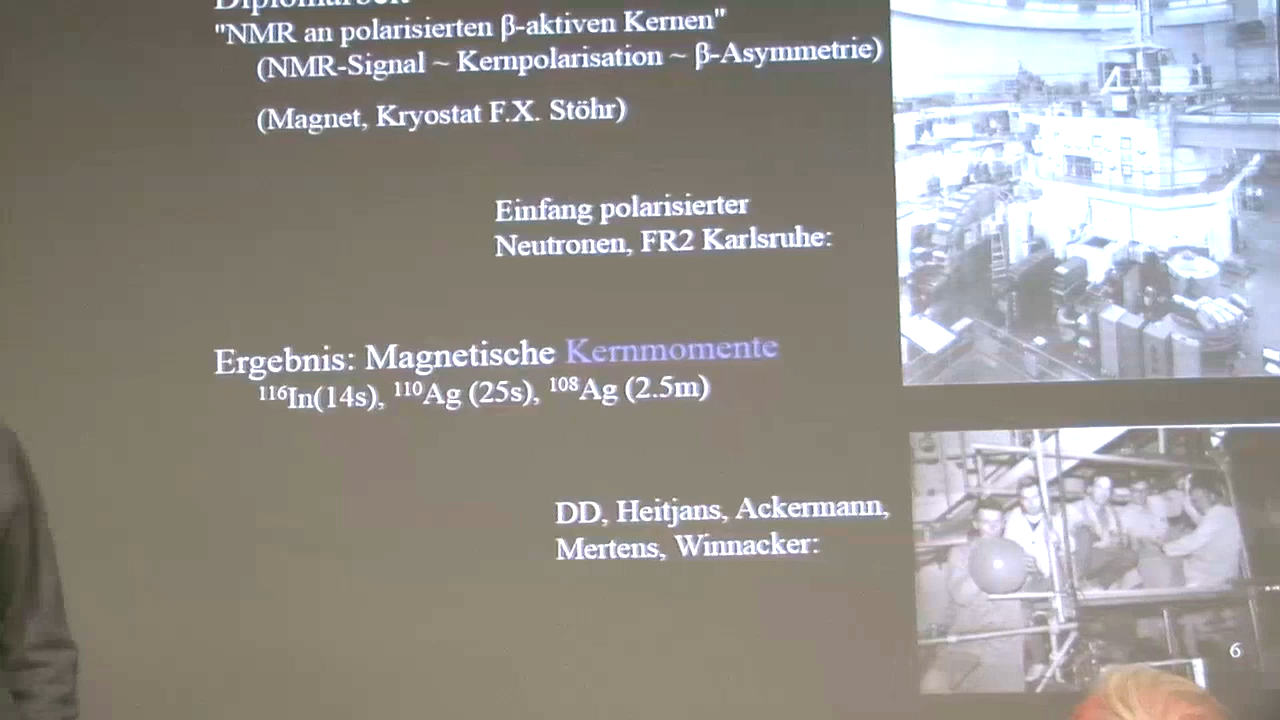 Diplomarbeit
"NMR an polarisierten β-aktiven Kernen"
(NMR-Signal ~ Kernpolarisation ~ β-Asymmetrie)
(Magnet, Kryostat F.X. Stöhr)
Einfang polarisierter
Neutronen, FR2 Karlsruhe:
Ergebnis: Magnetische Kernmomente
¹¹⁶In(14s), ¹¹⁰Ag (25s), ¹⁰⁸Ag (2.5m)
DD, Heitjans, Ackermann,
Mertens, Winnacker:
6